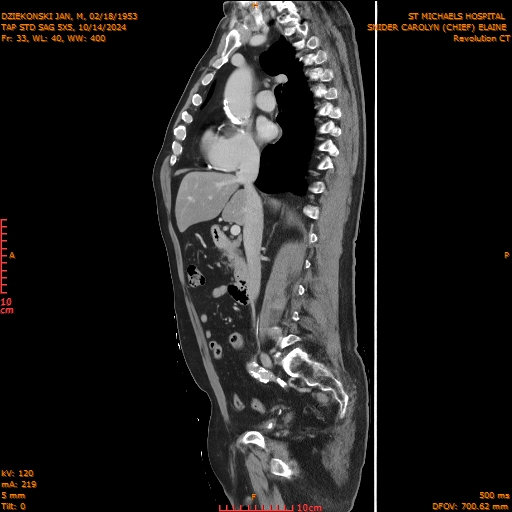 DZIEKONSKI JAN, M, 02/18/1953
TAP STD SAG 5X5, 10/14/2024
Fr: 33, WL: 40, WW: 400
ST MICHAELS HOSPITAL
SNIDER CAROLYN (CHIEF) ELAINE
Revolution CT
A
P
10
cm
F
10cm
kV: 120
mA: 219
5 mm
Tilt: 0
500 ms
DFOV: 700.62 mm